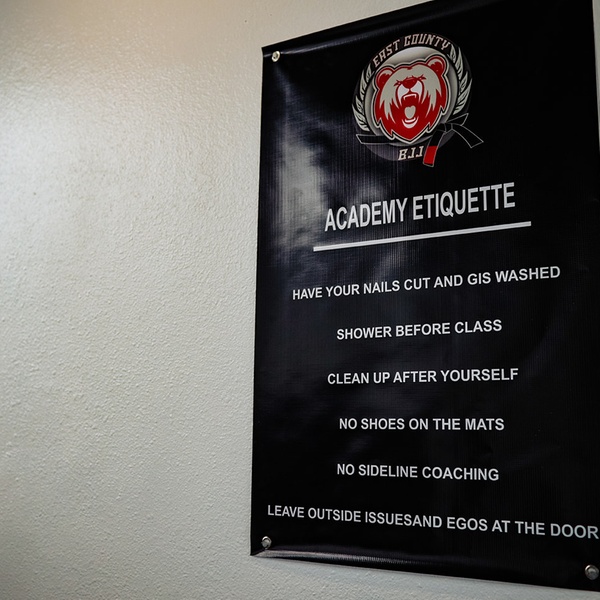 EAST COUNTY
BJJ
ACADEMY ETIQUETTE
HAVE YOUR NAILS CUT AND GIS WASHED
SHOWER BEFORE CLASS
CLEAN UP AFTER YOURSELF
NO SHOES ON THE MATS
NO SIDELINE COACHING
LEAVE OUTSIDE ISSUESAND EGOS AT THE DOOR